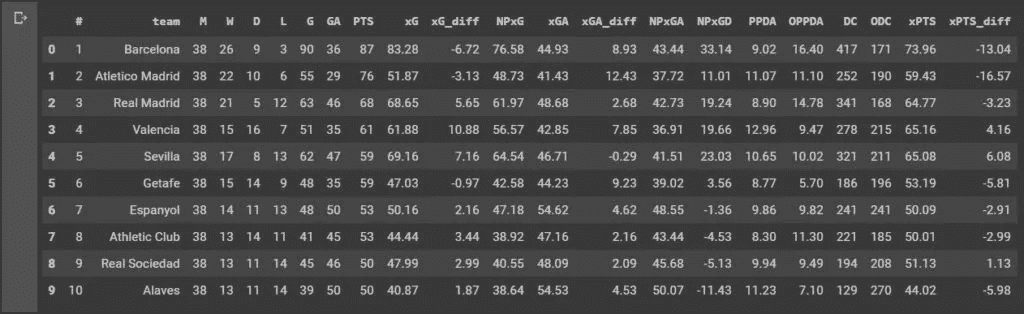 # team M W D L G GA PTS xG xG_diff NPxG xGA xGA_diff NPxGA NPxGD PPDA OPPDA DC ODC xPTS xPTS_diff
0 1 Barcelona 38 26 9 3 90 36 87 83.28 -6.72 76.58 44.93 8.93 43.44 33.14 9.02 16.40 417 171 73.96 -13.04
1 2 Atletico Madrid 38 22 10 6 55 29 76 51.87 -3.13 48.73 41.43 12.43 37.72 11.01 11.07 11.10 252 190 59.43 -16.57
2 3 Real Madrid 38 21 5 12 63 46 68 68.65 5.65 61.97 48.68 2.68 42.73 19.24 8.90 14.78 341 168 64.77 -3.23
3 4 Valencia 38 15 16 7 51 35 61 61.88 10.88 56.57 42.85 7.85 36.91 19.66 12.96 9.47 278 215 65.16 4.16
4 5 Sevilla 38 17 8 13 62 47 59 69.16 7.16 64.54 46.71 -0.29 41.51 23.03 10.65 10.02 321 211 65.08 6.08
5 6 Getafe 38 15 14 9 48 35 59 47.03 -0.97 42.58 44.23 9.23 39.02 3.56 8.77 5.70 186 196 53.19 -5.81
6 7 Espanyol 38 14 11 13 48 50 53 50.16 2.16 47.18 54.62 4.62 48.55 -1.36 9.86 9.82 241 241 50.09 -2.91
7 8 Athletic Club 38 13 14 11 41 45 53 44.44 3.44 38.92 47.16 2.16 43.44 -4.53 8.30 11.30 221 185 50.01 -2.99
8 9 Real Sociedad 38 13 11 14 45 46 50 47.99 2.99 40.55 48.09 2.09 45.68 -5.13 9.94 9.49 194 208 51.13 1.13
9 10 Alaves 38 13 11 14 39 50 50 40.87 1.87 38.64 54.53 4.53 50.07 -11.43 11.23 7.10 129 270 44.02 -5.98